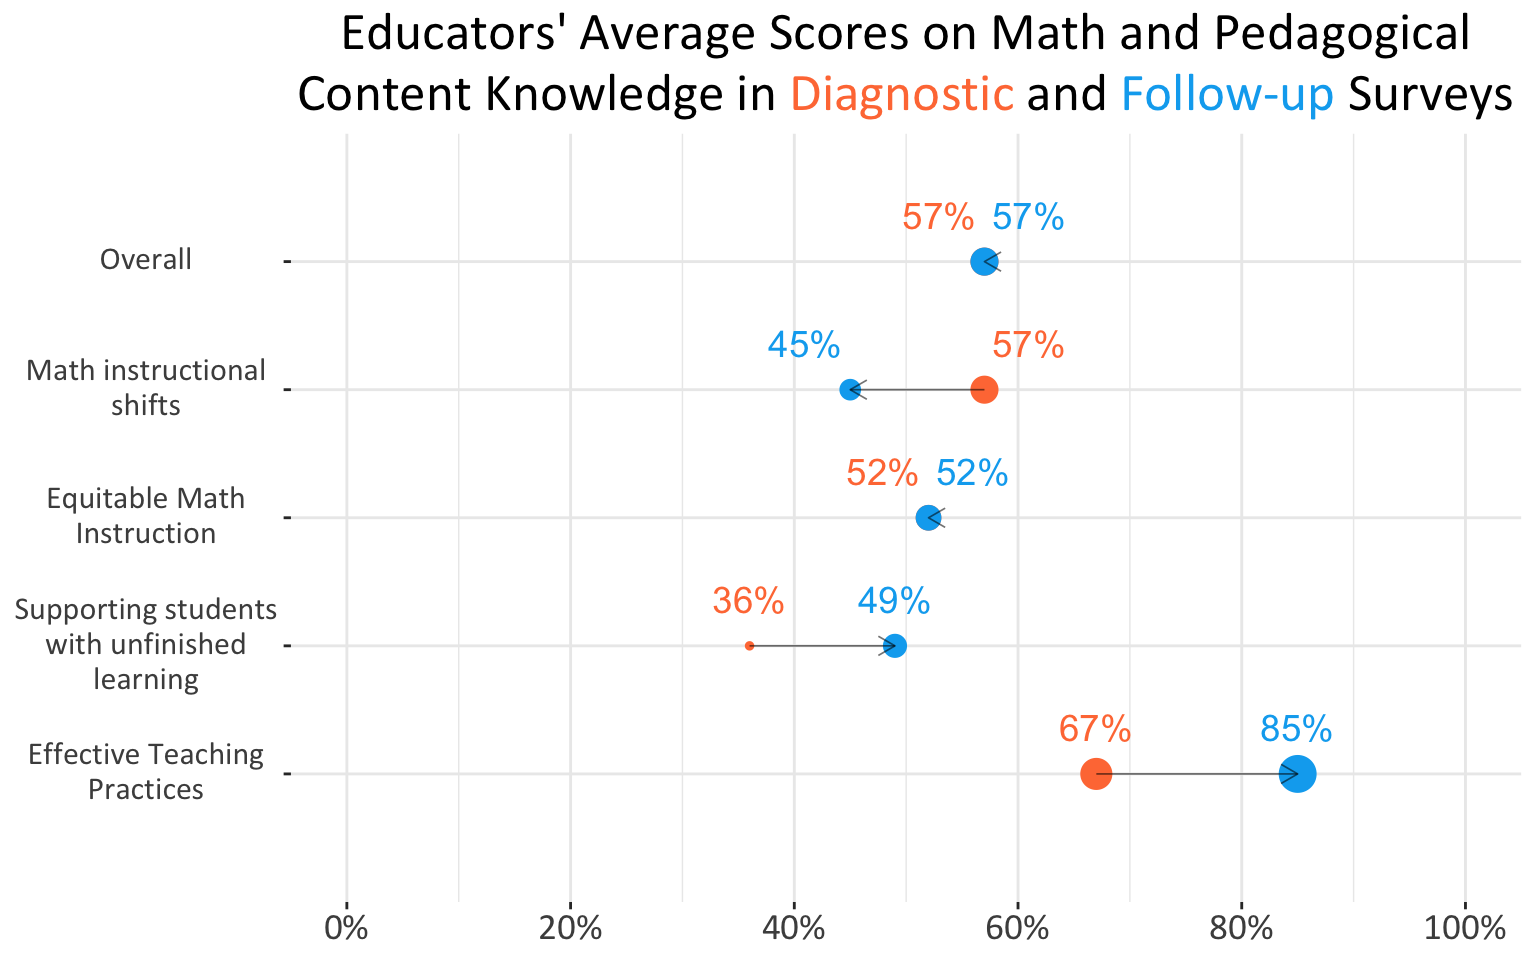 Educators' Average Scores on Math and Pedagogical
Content Knowledge in Diagnostic and Follow-up Surveys
57% 57%
Overall
45% 57%
Math instructional
shifts
52% 52%
Equitable Math
Instruction
36% 49%
Supporting students
with unfinished
learning
67% 85%
Effective Teaching
Practices
0% 20% 40% 60% 80% 100%